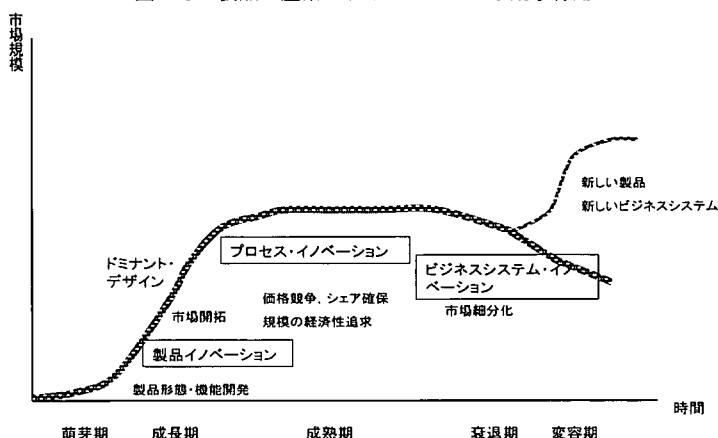 市場規模
新しい製品
新しいビジネスシステム
プロセス・イノベーション
ドミナント・
デザイン
ビジネスシステム・イノ
ベーション
価格競争、シェア確保
市場細分化
市場開拓
規模の経済性追求
製品イノベーション
製品形態・機能開発
時間
萌芽期 成長期 成熟期 衰退期 変容期